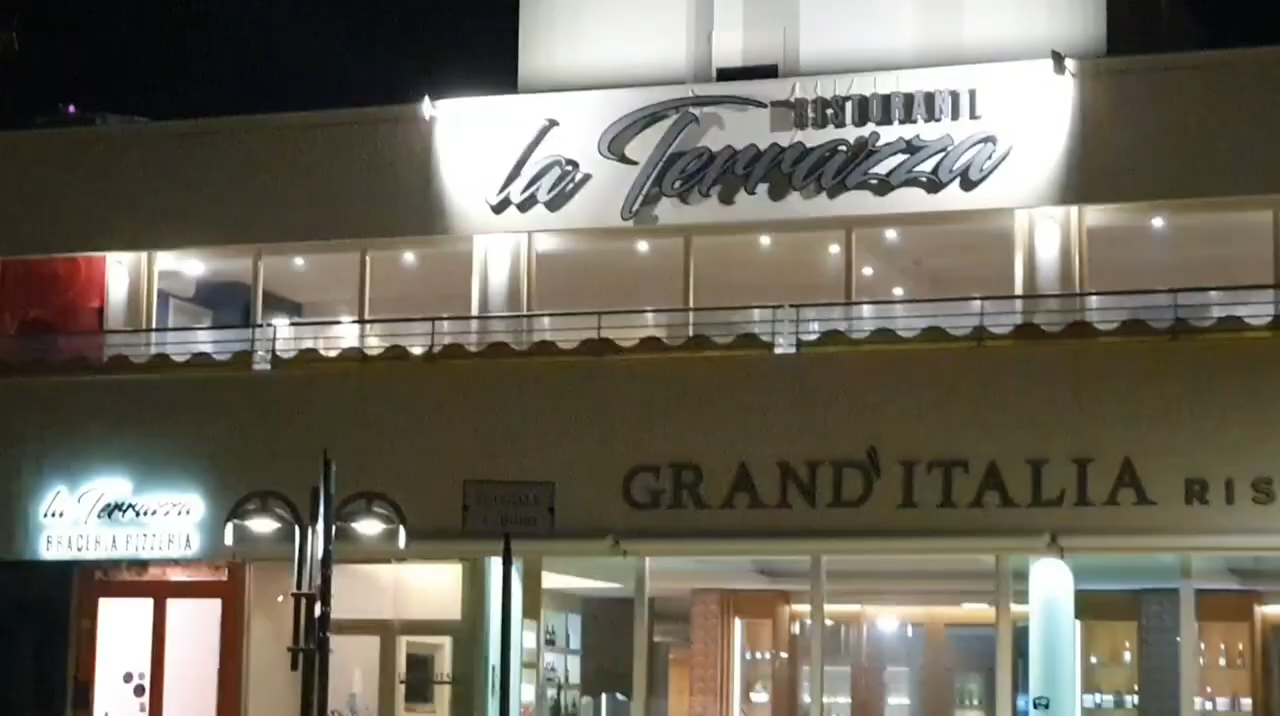 RISTORANTE
la Terrazza
GRAND'ITALIA RIS
la Terrazza
BRACERIA PIZZERIA